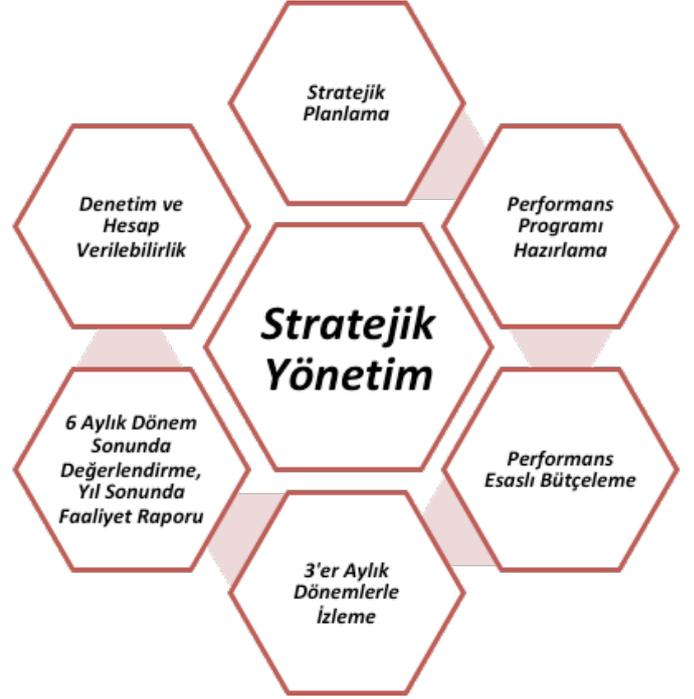 Stratejik
Planlama
Performans
Programı
Hazırlama
Performans
Esaslı Bütçeleme
3'er Aylık
Dönemlerle
İzleme
6 Aylık Dönem
Sonunda
Değerlendirme,
Yıl Sonunda
Faaliyet Raporu
Denetim ve
Hesap
Verilebilirlik
Stratejik
Yönetim